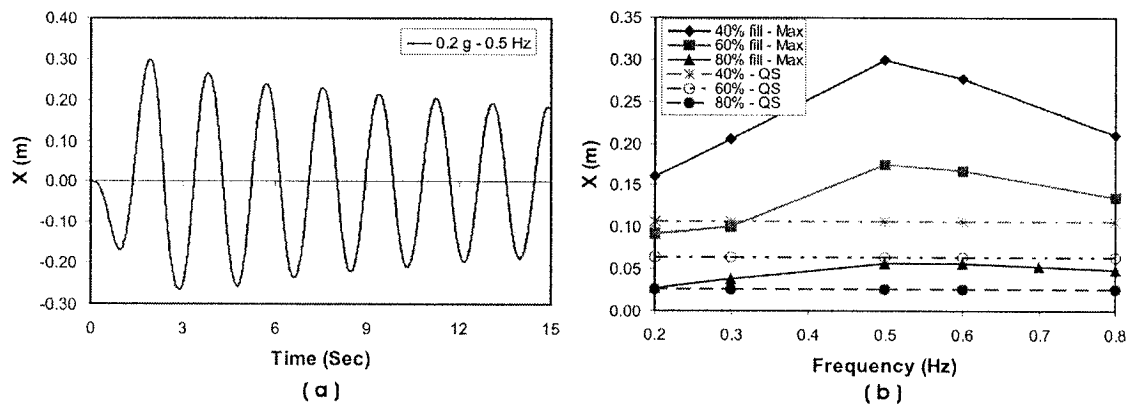 0.40
0.30
0.20
0.10
0.00
-0.10
-0.20
-0.30
X (m)
0.2 g - 0.5 Hz
0 3 6 9 12 15
Time (Sec)
( a )
0.35
0.30
0.25
0.20
0.15
0.10
0.05
0.00
X (m)
40% fill - Max
60% fill - Max
80% fill - Max
40% - QS
60% - QS
80% - QS
0.2 0.3 0.4 0.5 0.6 0.7 0.8
Frequency (Hz)
( b )